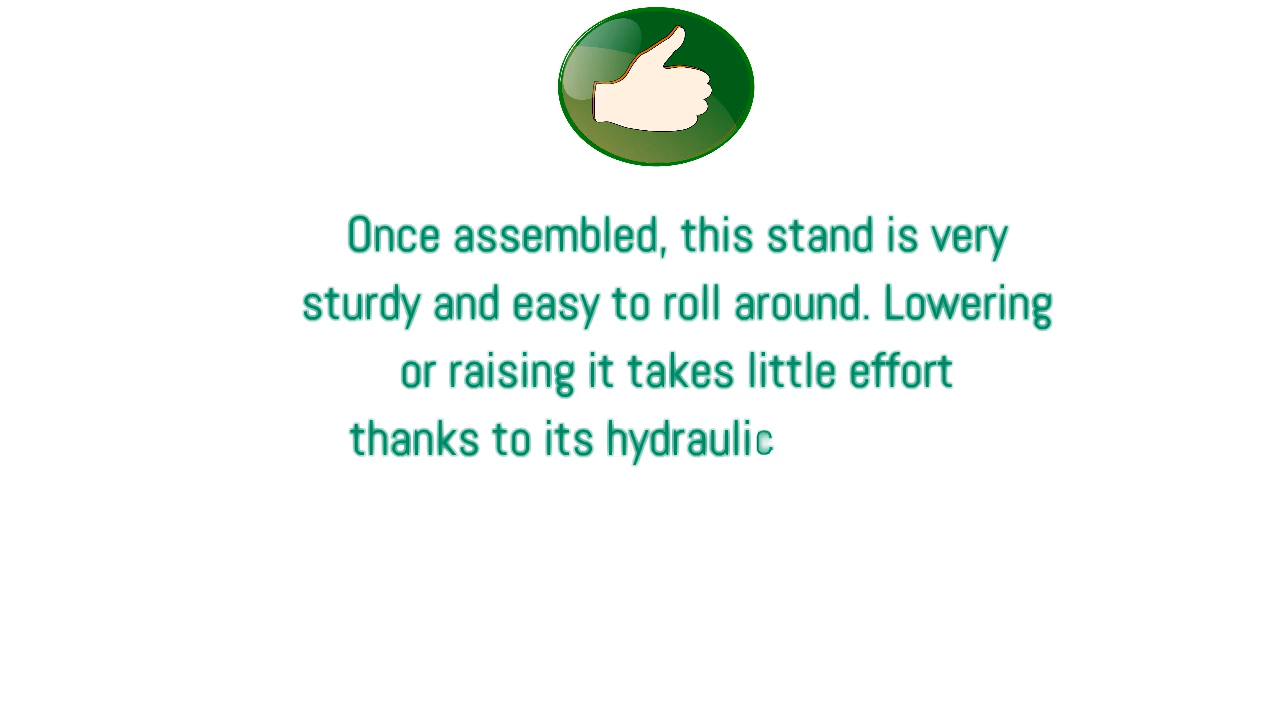 Once assembled, this stand is very
sturdy and easy to roll around. Lowering
or raising it takes little effort
thanks to its hydraulic